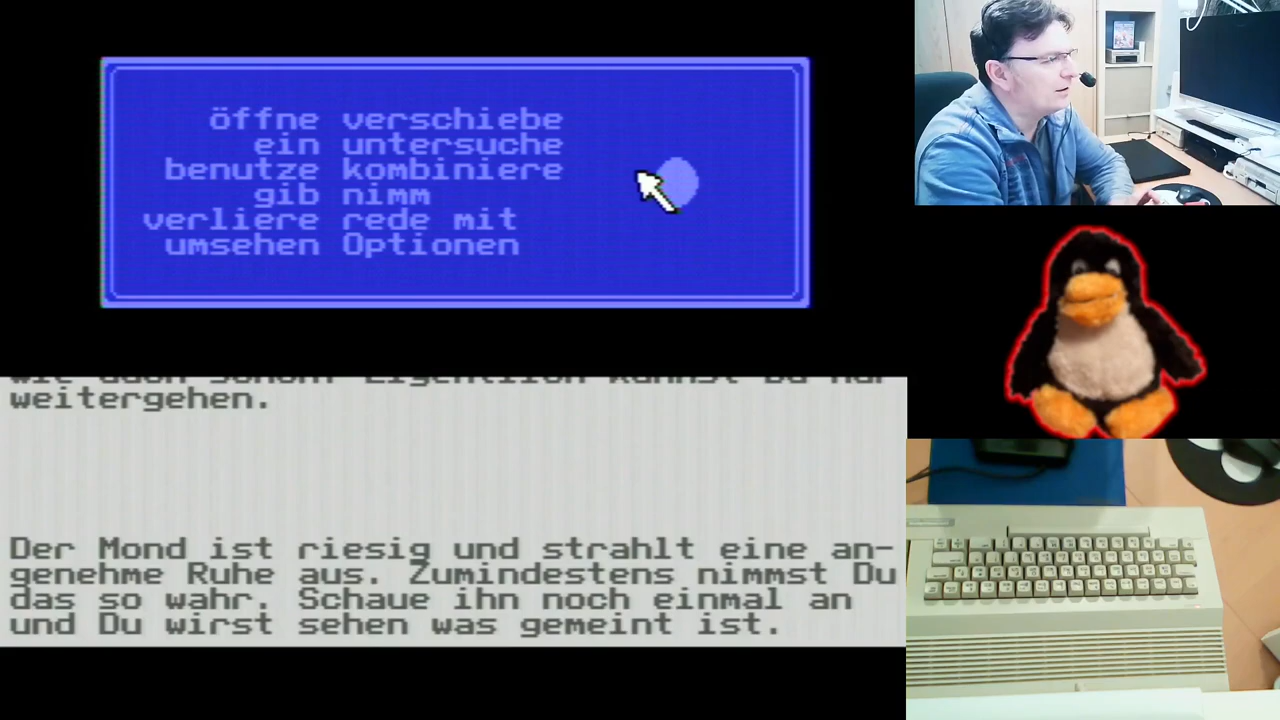 öffne verschiebe
ein untersuche
benutze kombiniere
gib nimm
verliere rede mit
umsehen Optionen
weitergehen.
Der Mond ist riesig und strahlt eine an-
genehme Ruhe aus. Zumindestens nimmst Du
das so wahr. Schaue ihn noch einmal an
und Du wirst sehen was gemeint ist.